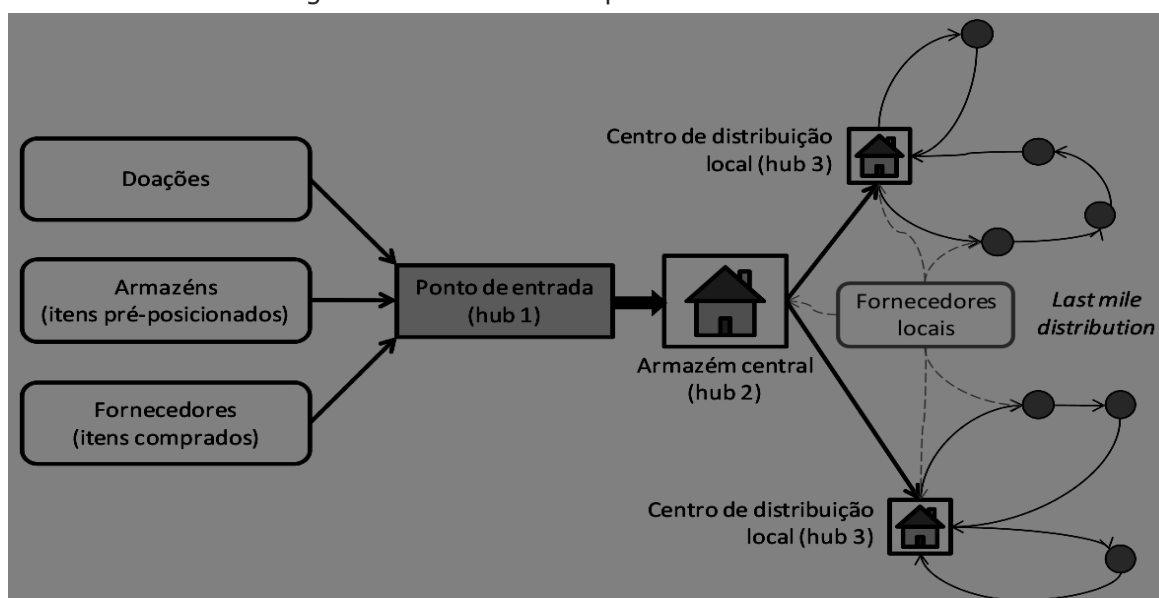 Doações
Armazéns
(itens pré-posicionados)
Fornecedores
(itens comprados)
Ponto de entrada
(hub 1)
Armazém central
(hub 2)
Centro de distribuição
local (hub 3)
Fornecedores
locais
Last mile
distribution
Centro de distribuição
local (hub 3)